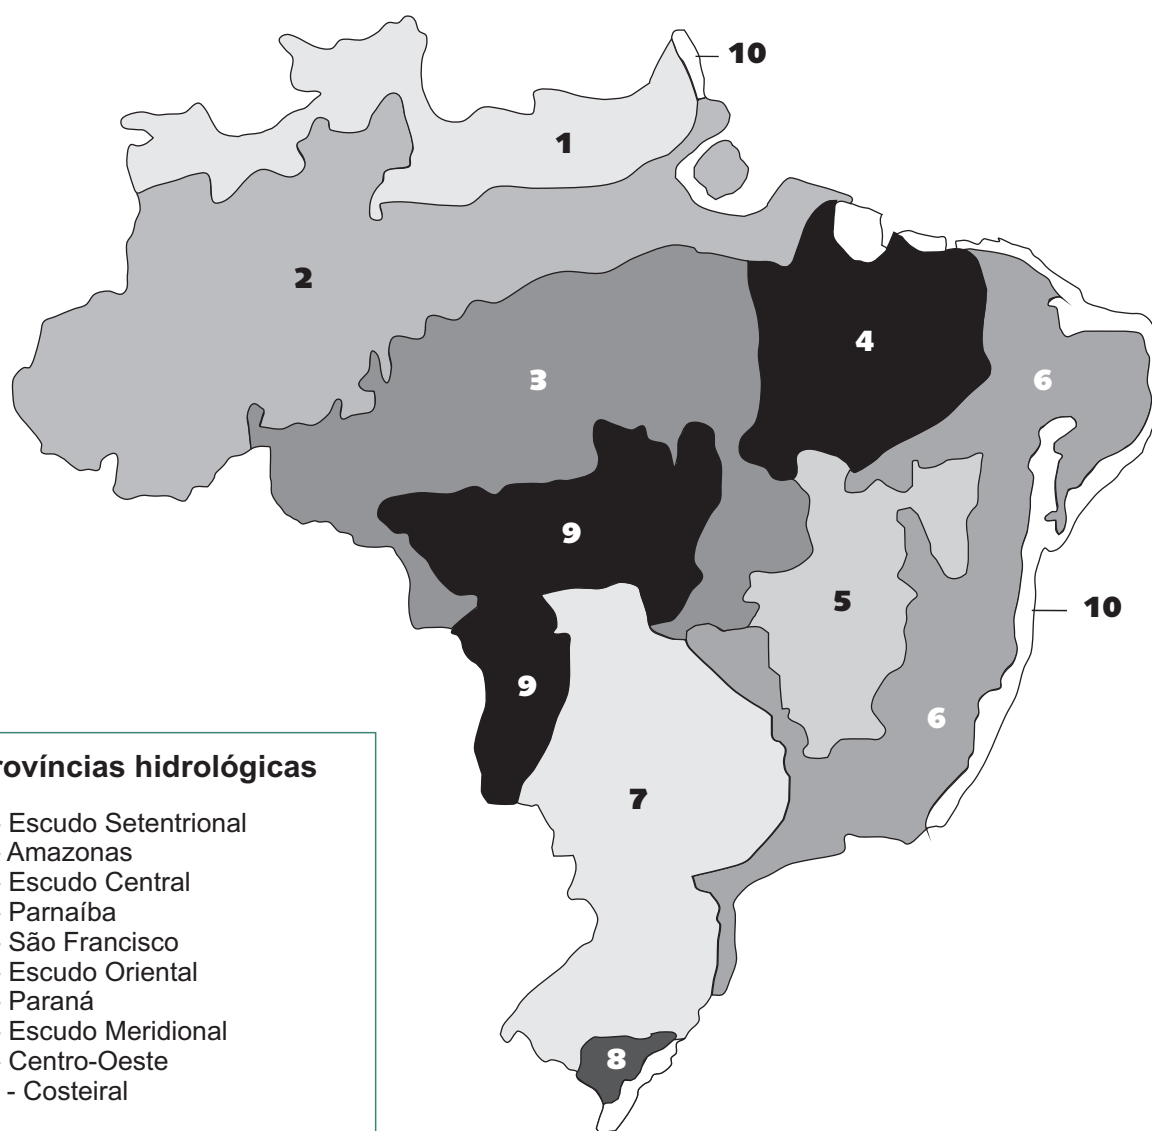 10
1
2
4
3
6
9
5
10
9
6
7
8
rovíncias hidrológicas
- Escudo Setentrional
- Amazonas
- Escudo Central
- Parnaíba
- São Francisco
- Escudo Oriental
- Paraná
- Escudo Meridional
- Centro-Oeste
- Costeiral